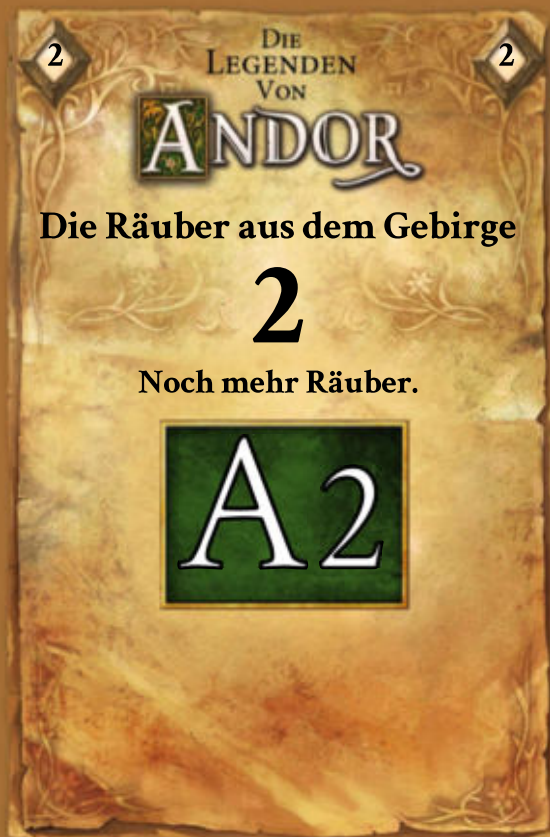 2
2
DIE
LEGENDEN
VON
ANDOR
Die Räuber aus dem Gebirge
2
Noch mehr Räuber.
A2